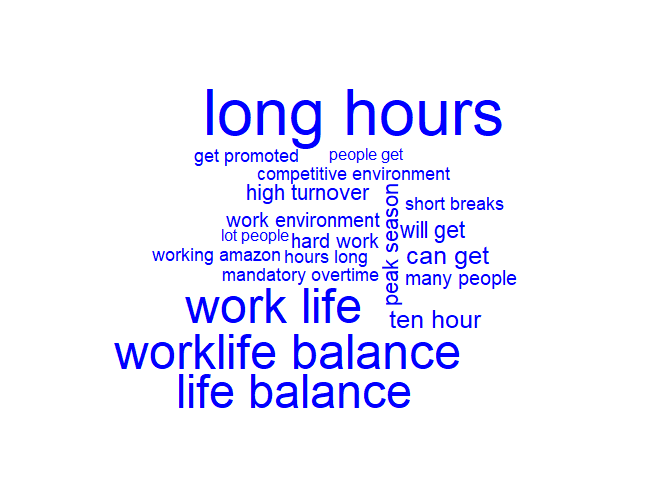 long hours
get promoted
people get
competitive environment
high turnover
peak season
short breaks
work environment
will get
lot people
hard work
working amazon
hours long
can get
mandatory overtime
many people
work life
ten hour
worklife balance
life balance